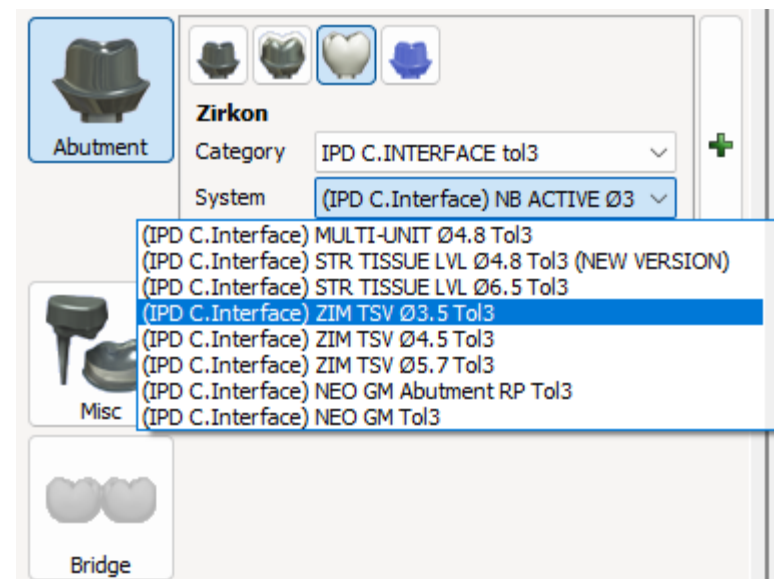 Abutment
Zirkon
Category IPD C.INTERFACE tol3
System (IPD C.Interface) NB ACTIVE Ø3
(IPD C.Interface) MULTI-UNIT Ø4.8 Tol3
(IPD C.Interface) STR TISSUE LVL Ø4.8 Tol3 (NEW VERSION)
(IPD C.Interface) STR TISSUE LVL Ø6.5 Tol3
(IPD C.Interface) ZIM TSV Ø3.5 Tol3
(IPD C.Interface) ZIM TSV Ø4.5 Tol3
(IPD C.Interface) ZIM TSV Ø5.7 Tol3
(IPD C.Interface) NEO GM Abutment RP Tol3
(IPD C.Interface) NEO GM Tol3
Misc
Bridge